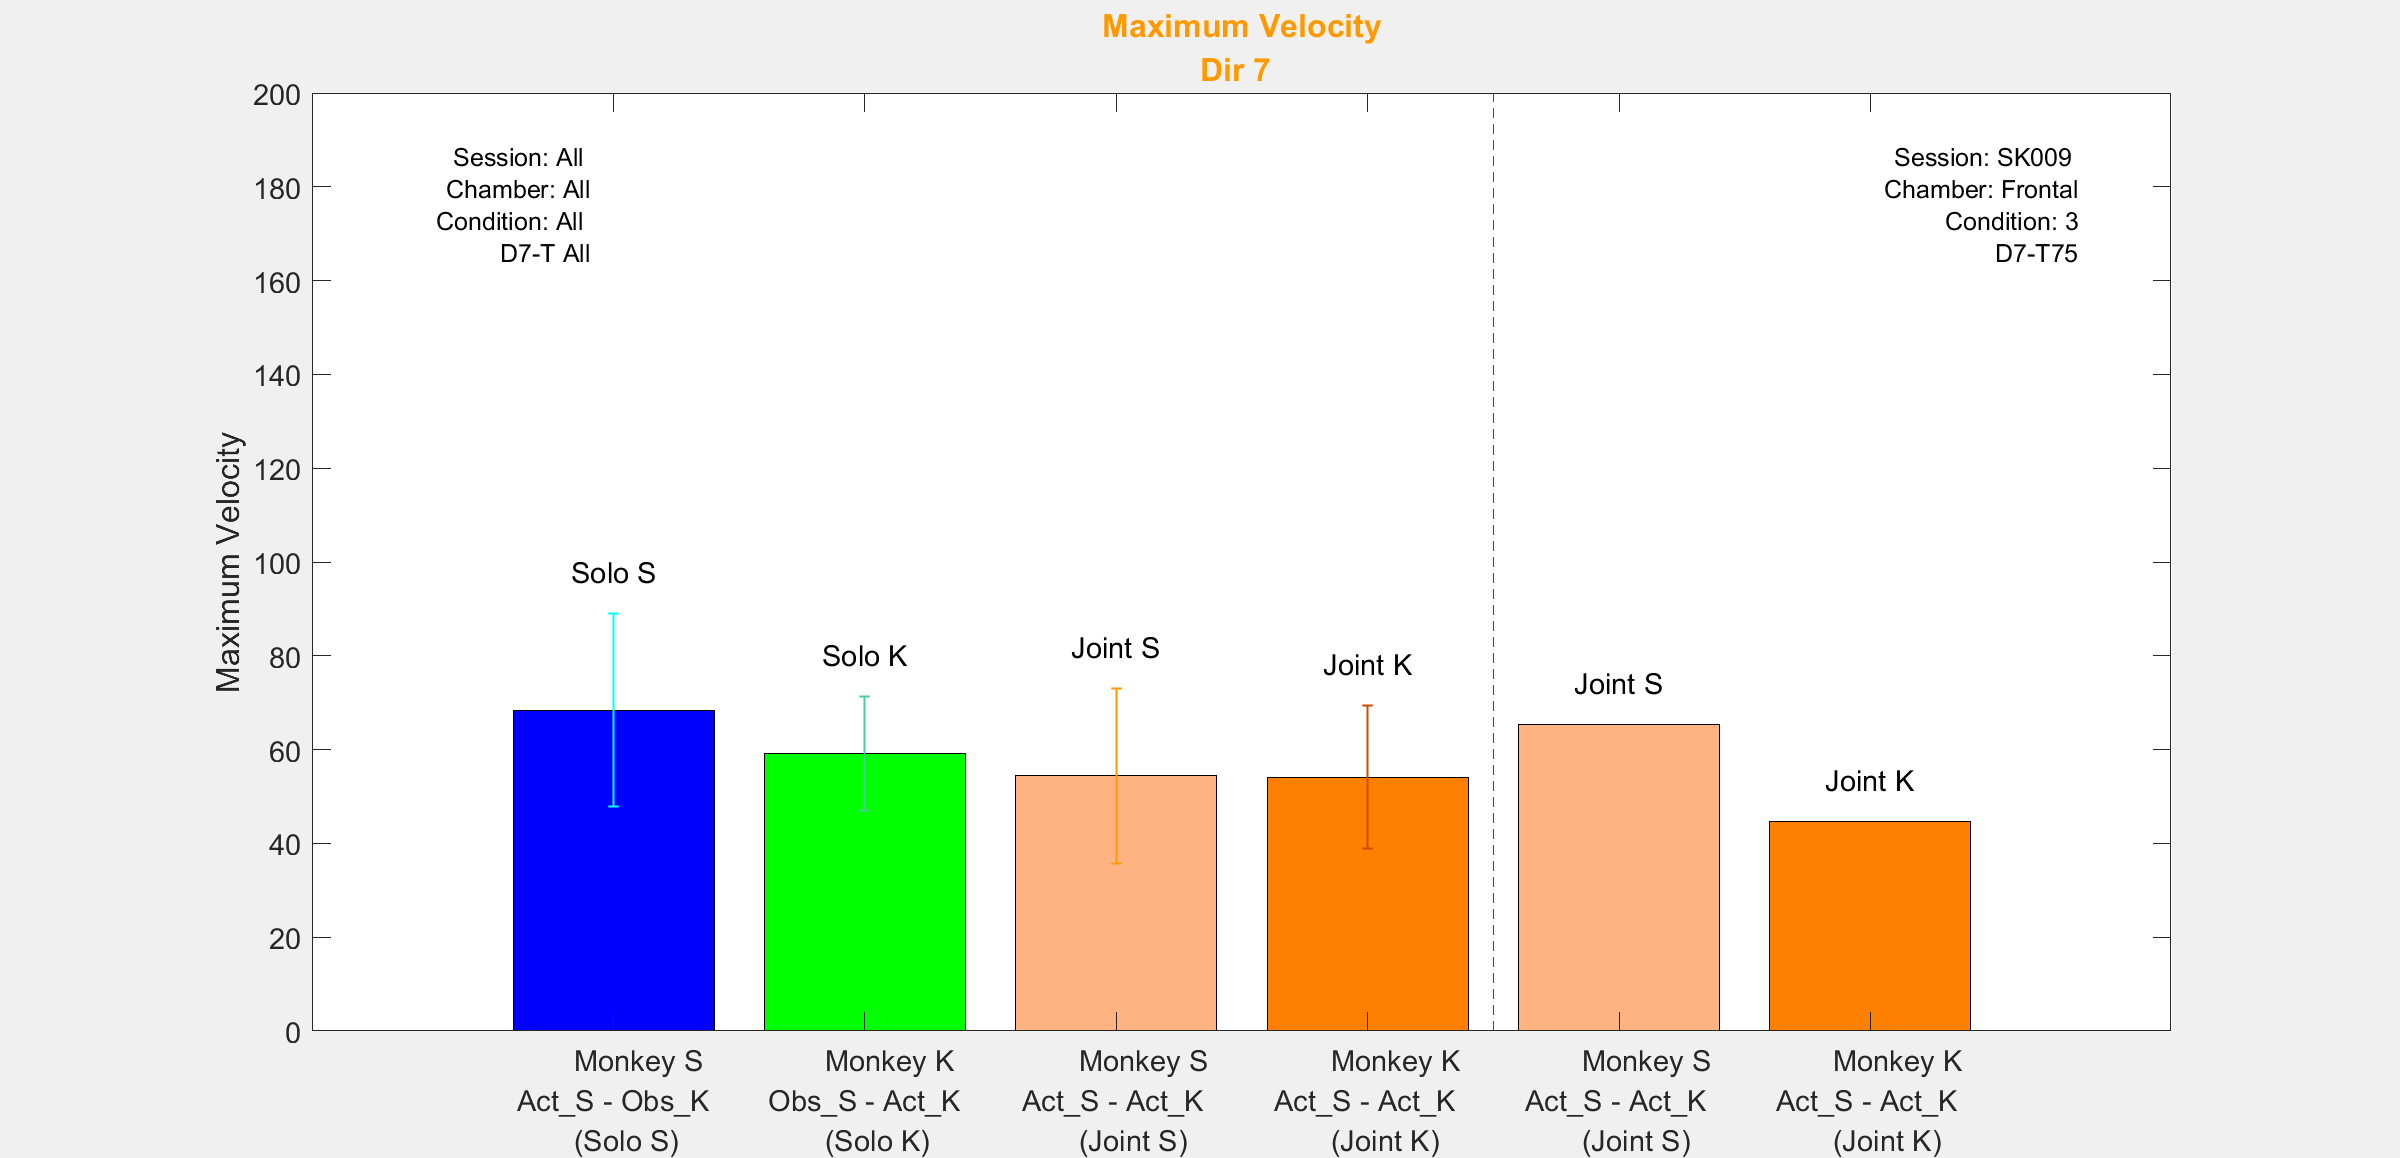 Maximum Velocity
Dir 7
200
180
160
140
120
100
80
60
40
20
0
Maximum Velocity
Session: All
Chamber: All
Condition: All
D7-T All
Session: SK009
Chamber: Frontal
Condition: 3
D7-T75
Solo S
Solo K
Joint S
Joint K
Joint S
Joint K
Monkey S
Act_S - Obs_K
(Solo S)
Monkey K
Obs_S - Act_K
(Solo K)
Monkey S
Act_S - Act_K
(Joint S)
Monkey K
Act_S - Act_K
(Joint K)
Monkey S
Act_S - Act_K
(Joint S)
Monkey K
Act_S - Act_K
(Joint K)